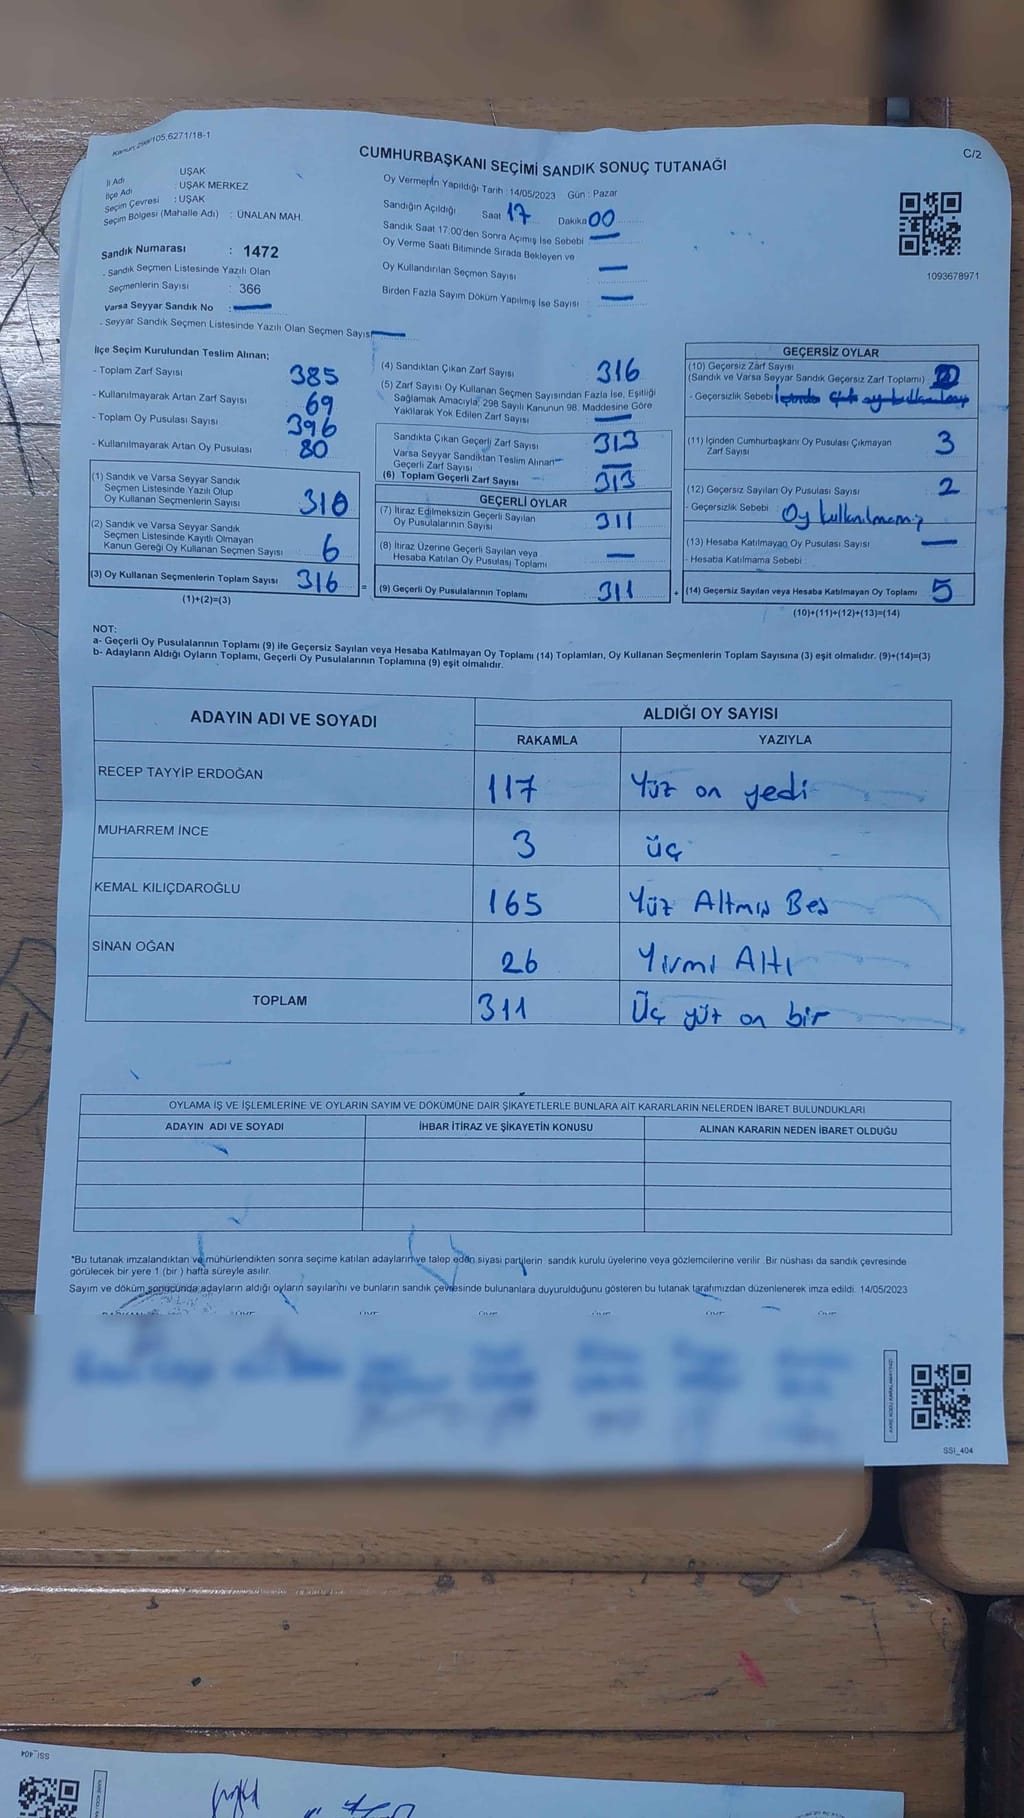 Kanun: 298/105,6271/18-1
C/2
CUMHURBAŞKANI SEÇİMİ SANDIK SONUÇ TUTANAĞI
İl Adı : UŞAK
İlçe Adı : UŞAK MERKEZ
Seçim Çevresi : UŞAK
Seçim Bölgesi (Mahalle Adı) : ÜNALAN MAH.
Sandık Numarası : 1472
- Sandık Seçmen Listesinde Yazılı Olan
Seçmenlerin Sayısı : 366
Varsa Seyyar Sandık No :
- Seyyar Sandık Seçmen Listesinde Yazılı Olan Seçmen Sayısı
Oy Vermenin Yapıldığı Tarih : 14/05/2023 Gün : Pazar
Sandığın Açıldığı Saat 17 Dakika 00
Sandık Saat 17.00'den Sonra Açımış İse Sebebi
Oy Verme Saati Bitiminde Sırada Bekleyen ve
Oy Kullandırılan Seçmen Sayısı
Birden Fazla Sayım Döküm Yapılmış İse Sayısı
1093678971
İlçe Seçim Kurulundan Teslim Alınan;
- Toplam Zarf Sayısı 385
- Kullanılmayarak Artan Zarf Sayısı 69
- Toplam Oy Pusulası Sayısı 396
- Kullanılmayarak Artan Oy Pusulası 80
(1) Sandık ve Varsa Seyyar Sandık
Seçmen Listesinde Yazılı Olup
Oy Kullanan Seçmenlerin Sayısı 310
(2) Sandık ve Varsa Seyyar Sandık
Seçmen Listesinde Kayıtlı Olmayan
Kanun Gereği Oy Kullanan Seçmen Sayısı 6
(3) Oy Kullanan Seçmenlerin Toplam Sayısı 316 =
(1)+(2)=(3)
(4) Sandıktan Çıkan Zarf Sayısı 316
(5) Zarf Sayısı Oy Kullanan Seçmen Sayısından Fazla İse, Eşitliği
Sağlamak Amacıyla; 298 Sayılı Kanunun 98. Maddesine Göre
Yakılarak Yok Edilen Zarf Sayısı
Sandıkta Çıkan Geçerli Zarf Sayısı 313
Varsa Seyyar Sandıktan Teslim Alınan
Geçerli Zarf Sayısı
(6) Toplam Geçerli Zarf Sayısı 313
GEÇERLİ OYLAR
(7) İtiraz Edilmeksizin Geçerli Sayılan
Oy Pusulalarının Sayısı 311
(8) İtiraz Üzerine Geçerli Sayılan veya
Hesaba Katılan Oy Pusulası Toplamı
(9) Geçerli Oy Pusulalarının Toplamı 311 +
GEÇERSİZ OYLAR
(10) Geçersiz Zarf Sayısı
(Sandık ve Varsa Seyyar Sandık Geçersiz Zarf Toplamı)
- Geçersizlik Sebebi
(11) İçinden Cumhurbaşkanı Oy Pusulası Çıkmayan
Zarf Sayısı 3
(12) Geçersiz Sayılan Oy Pusulası Sayısı 2
- Geçersizlik Sebebi Oy kullanılmamış
(13) Hesaba Katılmayan Oy Pusulası Sayısı
- Hesaba Katılmama Sebebi
(14) Geçersiz Sayılan veya Hesaba Katılmayan Oy Toplamı 5
(10)+(11)+(12)+(13)=(14)
NOT:
a- Geçerli Oy Pusulalarının Toplamı (9) ile Geçersiz Sayılan veya Hesaba Katılmayan Oy Toplamı (14) Toplamları, Oy Kullanan Seçmenlerin Toplam Sayısına (3) eşit olmalıdır. (9)+(14)=(3)
b- Adayların Aldığı Oyların Toplamı, Geçerli Oy Pusulalarının Toplamına (9) eşit olmalıdır.
ADAYIN ADI VE SOYADI ALDIĞI OY SAYISI
RAKAMLA YAZIYLA
RECEP TAYYİP ERDOĞAN 117 Yüz on yedi
MUHARREM İNCE 3 üç
KEMAL KILIÇDAROĞLU 165 Yüz Altmış Beş
SİNAN OĞAN 26 Yirmi Altı
TOPLAM 311 Üç yüz on bir
OYLAMA İŞ VE İŞLEMLERİNE VE OYLARIN SAYIM VE DÖKÜMÜNE DAİR ŞİKAYETLERLE BUNLARA AİT KARARLARIN NELERDEN İBARET BULUNDUKLARI
ADAYIN ADI VE SOYADI İHBAR İTİRAZ VE ŞİKAYETİN KONUSU ALINAN KARARIN NEDEN İBARET OLDUĞU
*Bu tutanak imzalandıktan ve mühürlendikten sonra seçime katılan adayların ve talep eden siyasi partilerin sandık kurulu üyelerine veya gözlemcilerine verilir. Bir nüshası da sandık çevresinde
görülecek bir yere 1 (bir ) hafta süreyle asılır.
Sayım ve döküm sonucunda adayların aldığı oyların sayılarını ve bunların sandık çevresinde bulunanlara duyurulduğunu gösteren bu tutanak tarafımızdan düzenlenerek imza edildi. 14/05/2023
KARE KODU KARALAMAYINIZ!
SSI_404
SSI_404